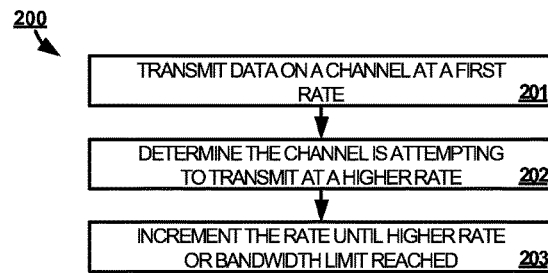 200
TRANSMIT DATA ON A CHANNEL AT A FIRST
RATE
201
DETERMINE THE CHANNEL IS ATTEMPTING
TO TRANSMIT AT A HIGHER RATE
202
INCREMENT THE RATE UNTIL HIGHER RATE
OR BANDWIDTH LIMIT REACHED
203